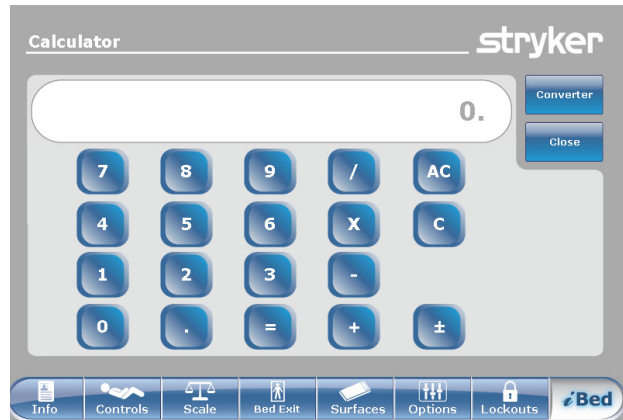 Calculator
stryker
0.
Converter
Close
7 8 9 / AC
4 5 6 X C
1 2 3 -
0 . = + ±
Info Controls Scale Bed Exit Surfaces Options Lockouts iBed